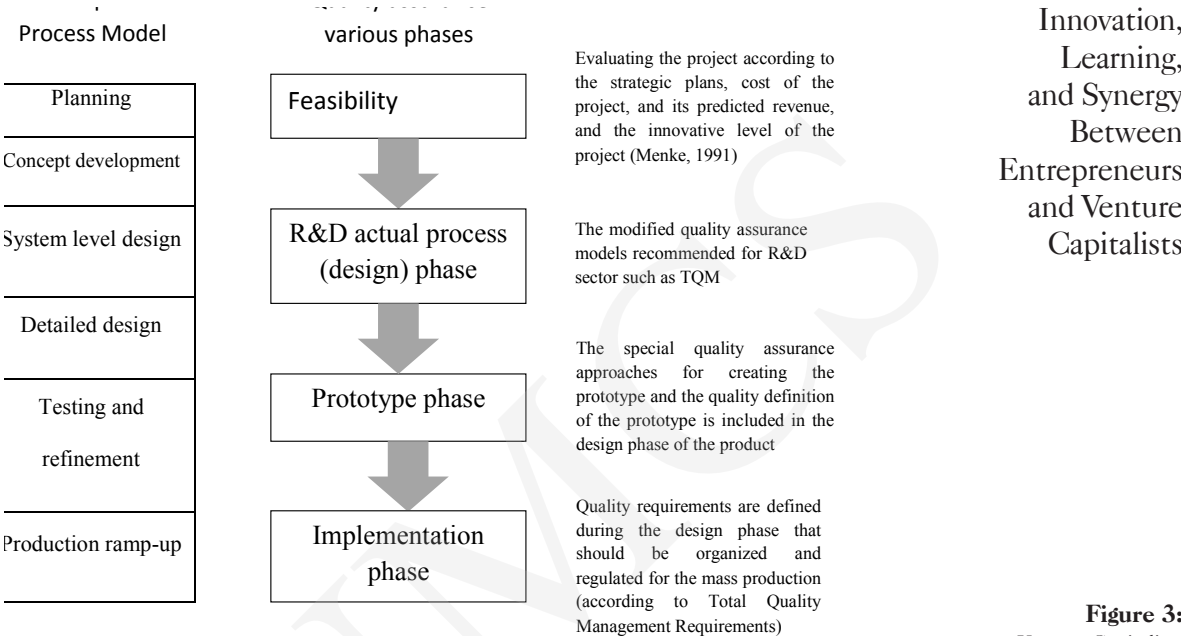 Process Model
Planning
Concept development
System level design
Detailed design
Testing and
refinement
Production ramp-up
various phases
Feasibility
R&D actual process
(design) phase
Prototype phase
Implementation
phase
Evaluating the project according to
the strategic plans, cost of the
project, and its predicted revenue,
and the innovative level of the
project (Menke, 1991)
The modified quality assurance
models recommended for R&D
sector such as TQM
The special quality assurance
approaches for creating the
prototype and the quality definition
of the prototype is included in the
design phase of the product
Quality requirements are defined
during the design phase that
should be organized and
regulated for the mass production
(according to Total Quality
Management Requirements)
Innovation,
Learning,
and Synergy
Between
Entrepreneurs
and Venture
Capitalists
Figure 3: